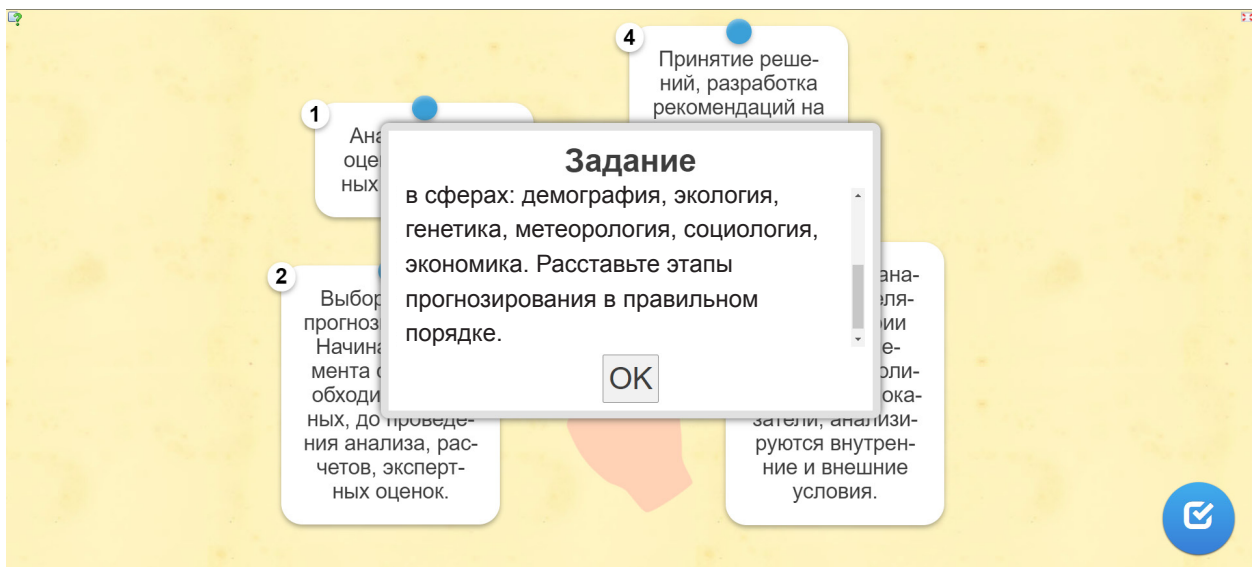 4
Принятие реше-
ний, разработка
рекомендаций на
1
Ана
оце
ных
Задание
в сферах: демография, экология,
генетика, метеорология, социология,
экономика. Расставьте этапы
прогнозирования в правильном
порядке.
OK
2
Выбор
прогноз
Начина
мента
обходи
ных, до проведе-
ния анализа, рас-
четов, эксперт-
ных оценок.
ана-
еля-
ии
е-
оли-
ока-
затели, анализи-
руются внутрен-
ние и внешние
условия.